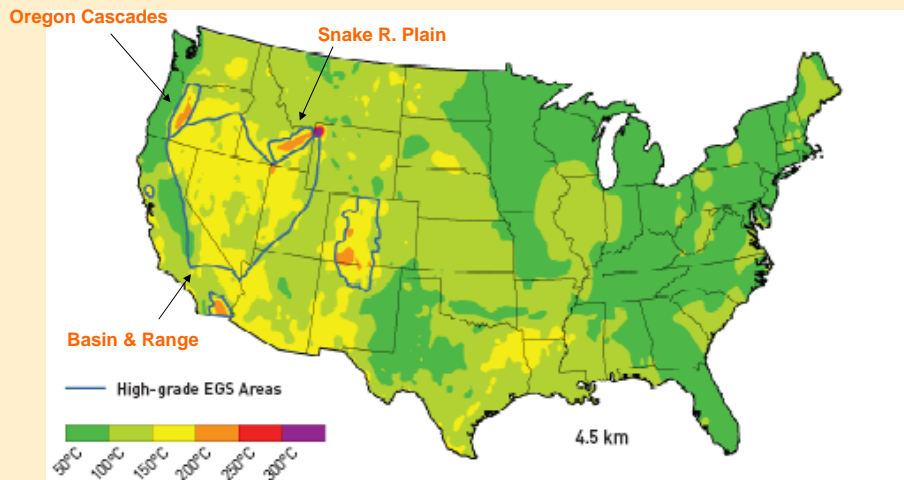 Oregon Cascades
Snake R. Plain
Basin & Range
High-grade EGS Areas
50°C
100°C
150°C
200°C
250°C
300°C
4.5 km